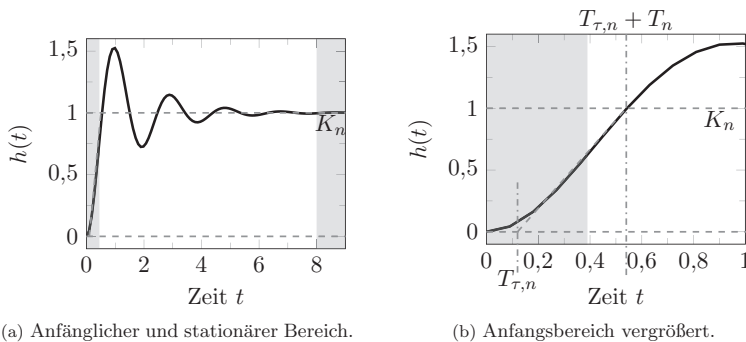 T_{τ,n} + T_n
1,5
1
0,5
0
h(t)
K_n
0 2 4 6 8
Zeit t
1,5
1
0,5
0
h(t)
K_n
0 0,2 0,4 0,6 0,8 1
T_{τ,n}
Zeit t
(a) Anfänglicher und stationärer Bereich.
(b) Anfangsbereich vergrößert.